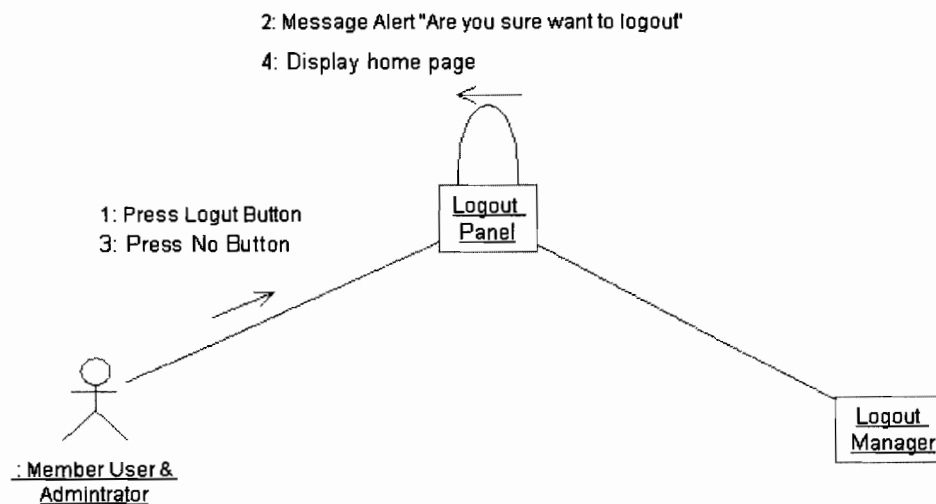 2: Message Alert "Are you sure want to logout"
4: Display home page
1: Press Logut Button
3: Press No Button
Logout
Panel
Logout
Manager
: Member User &
Admintrator